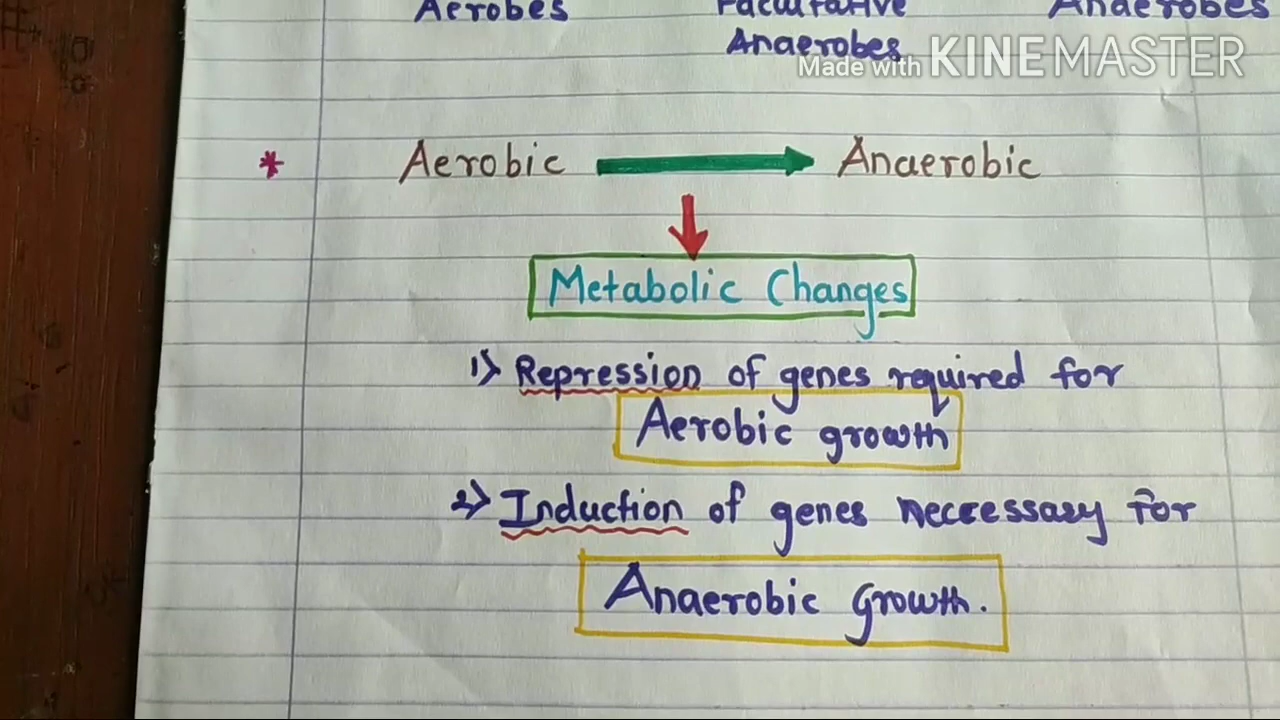 Aerobes Facultative Anaerobes
Anaerobes
Made with KINEMASTER
* Aerobic Anaerobic
Metabolic Changes
1) Repression of genes required for
Aerobic growth
2) Induction of genes neccessary for
Anaerobic Growth.